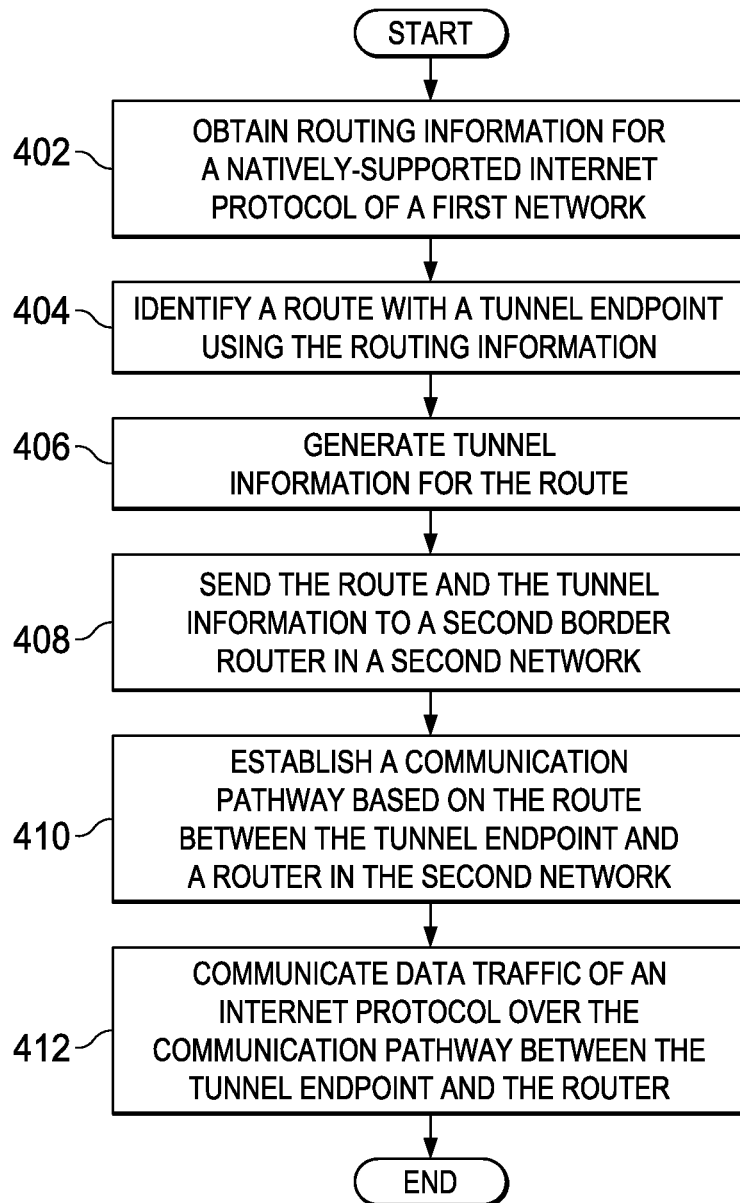 START
402
OBTAIN ROUTING INFORMATION FOR
A NATIVELY-SUPPORTED INTERNET
PROTOCOL OF A FIRST NETWORK
404
IDENTIFY A ROUTE WITH A TUNNEL ENDPOINT
USING THE ROUTING INFORMATION
406
GENERATE TUNNEL
INFORMATION FOR THE ROUTE
408
SEND THE ROUTE AND THE TUNNEL
INFORMATION TO A SECOND BORDER
ROUTER IN A SECOND NETWORK
410
ESTABLISH A COMMUNICATION
PATHWAY BASED ON THE ROUTE
BETWEEN THE TUNNEL ENDPOINT AND
A ROUTER IN THE SECOND NETWORK
412
COMMUNICATE DATA TRAFFIC OF AN
INTERNET PROTOCOL OVER THE
COMMUNICATION PATHWAY BETWEEN THE
TUNNEL ENDPOINT AND THE ROUTER
END